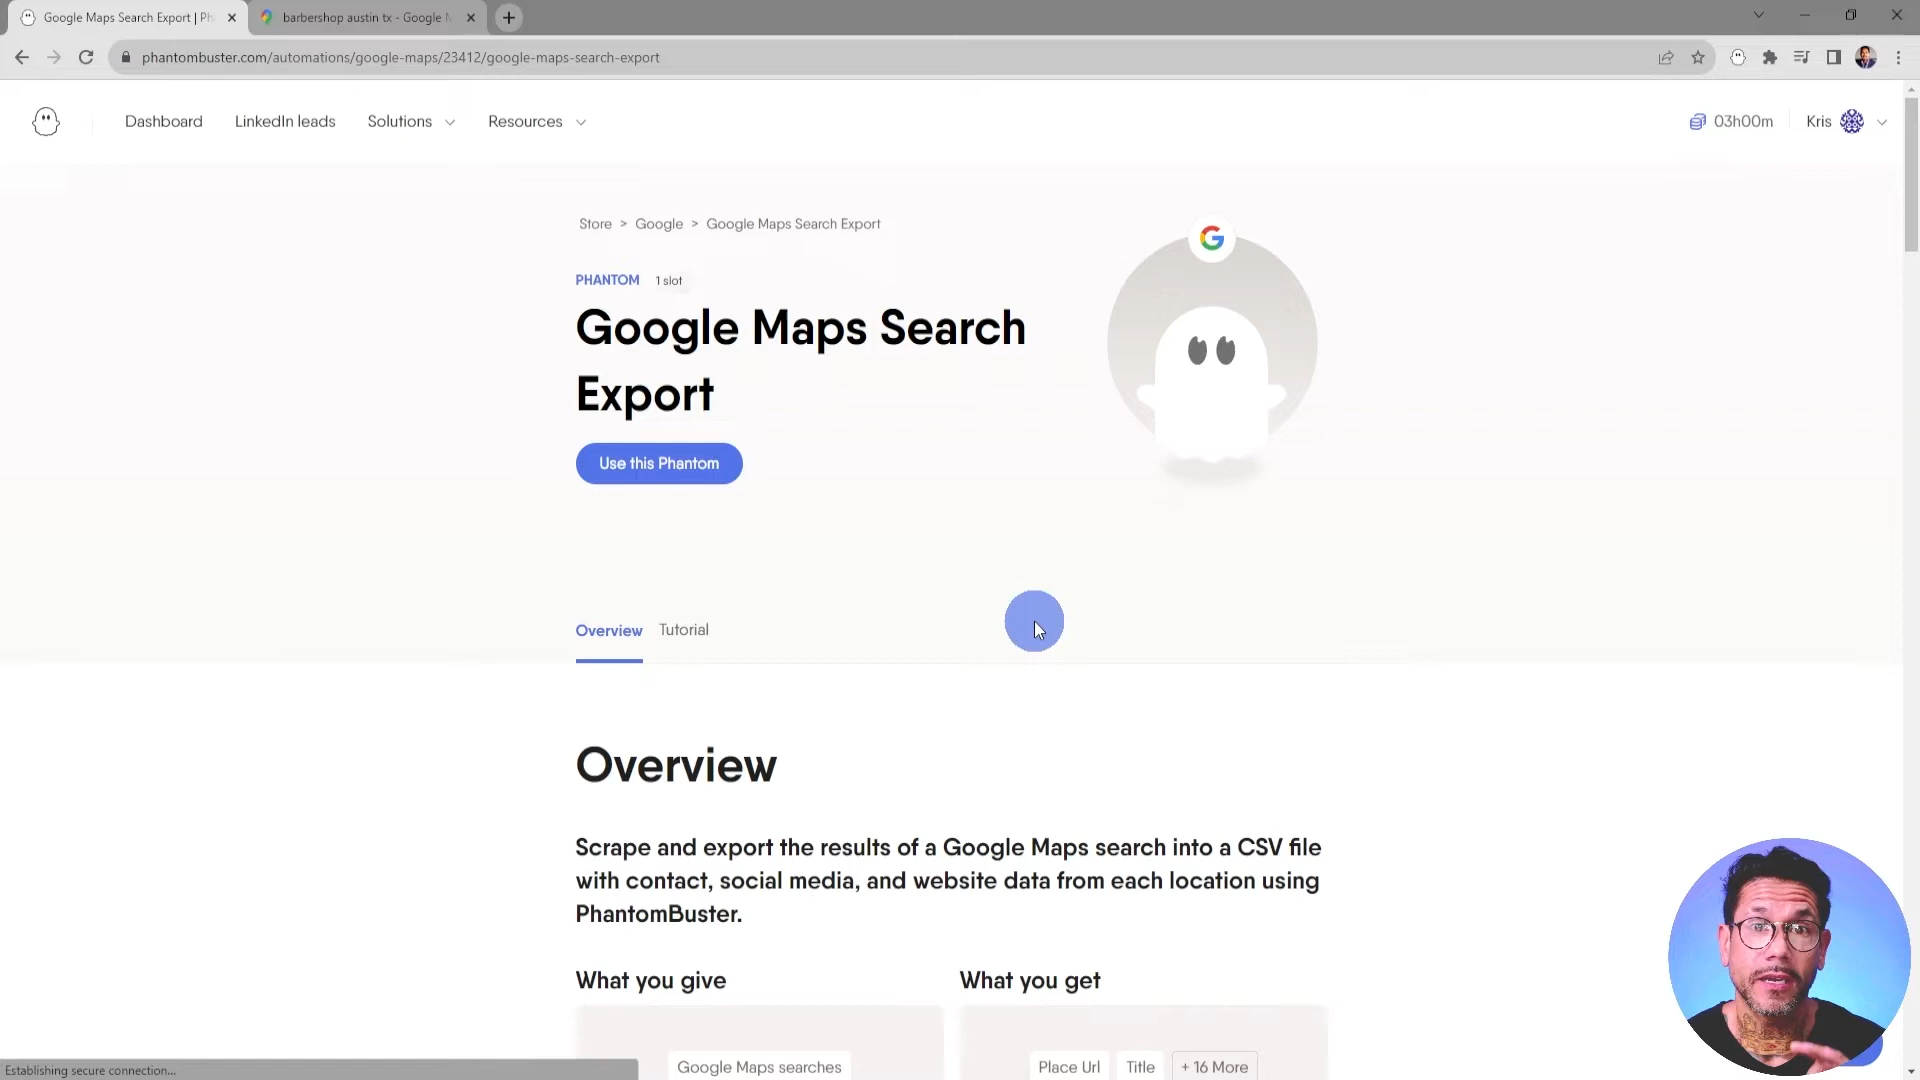 Google Maps Search Export | Ph
barbershop austin tx - Google M
phantombuster.com/automations/google-maps/23412/google-maps-search-export
Dashboard
LinkedIn leads
Solutions
Resources
03h00m
Kris
Store > Google > Google Maps Search Export
PHANTOM 1 slot
Google Maps Search
Export
Use this Phantom
Overview Tutorial
Overview
Scrape and export the results of a Google Maps search into a CSV file
with contact, social media, and website data from each location using
PhantomBuster.
What you give
What you get
Google Maps searches
Place Url
Title
+ 16 More
Establishing secure connection...